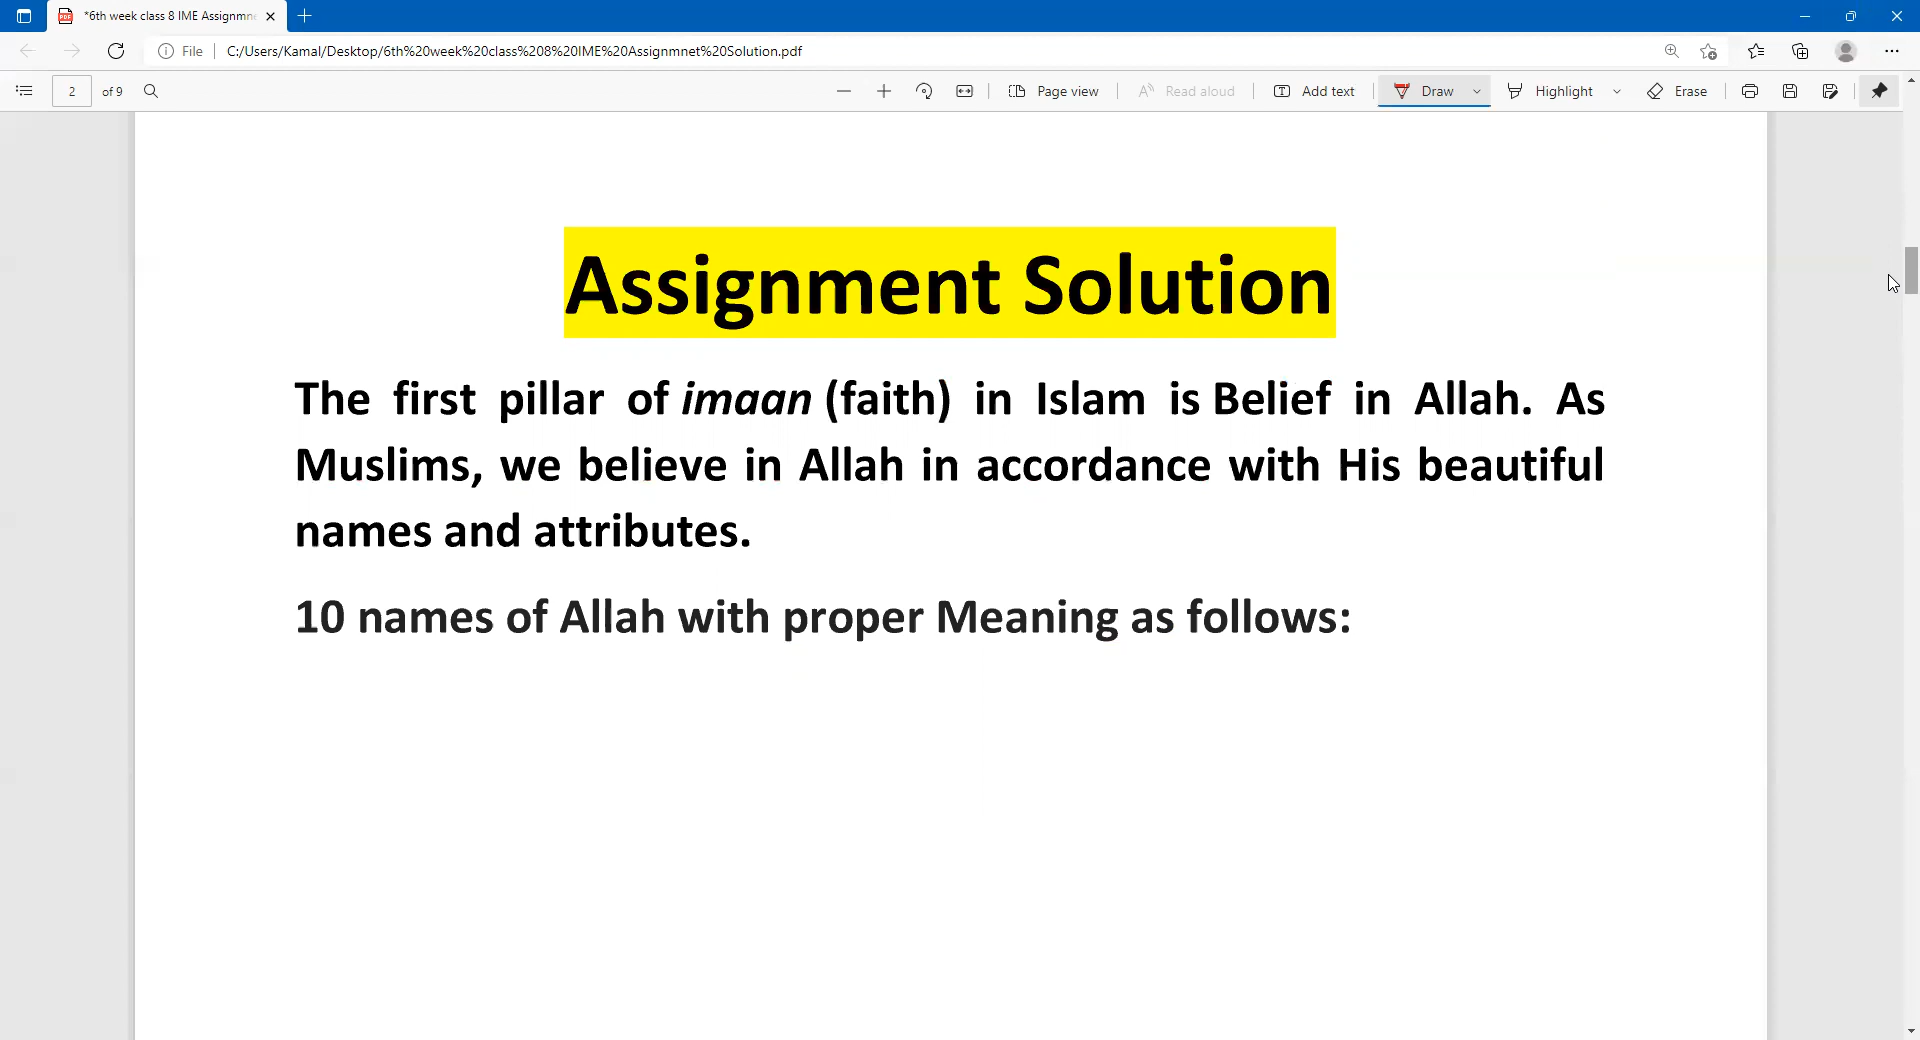 *6th week class 8 IME Assignmne
File
C:/Users/Kamal/Desktop/6th%20week%20class%208%20IME%20Assignmnet%20Solution.pdf
2 of 9
Page view
Read aloud
Add text
Draw
Highlight
Erase
Assignment Solution
The first pillar of imaan (faith) in Islam is Belief in Allah. As
Muslims, we believe in Allah in accordance with His beautiful
names and attributes.
10 names of Allah with proper Meaning as follows: